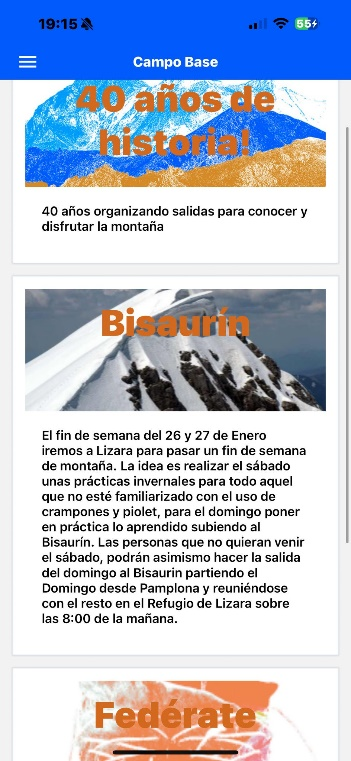 19:15
55
Campo Base
40 años de
historia!
40 años organizando salidas para conocer y
disfrutar la montaña
Bisaurín
El fin de semana del 26 y 27 de Enero
iremos a Lizara para pasar un fin de semana
de montaña. La idea es realizar el sábado
unas prácticas invernales para todo aquel
que no esté familiarizado con el uso de
crampones y piolet, para el domingo poner
en práctica lo aprendido subiendo al
Bisaurín. Las personas que no quieran venir
el sábado, podrán asimismo hacer la salida
del domingo al Bisaurin partiendo el
Domingo desde Pamplona y reuniéndose
con el resto en el Refugio de Lizara sobre
las 8:00 de la mañana.
Fedérate